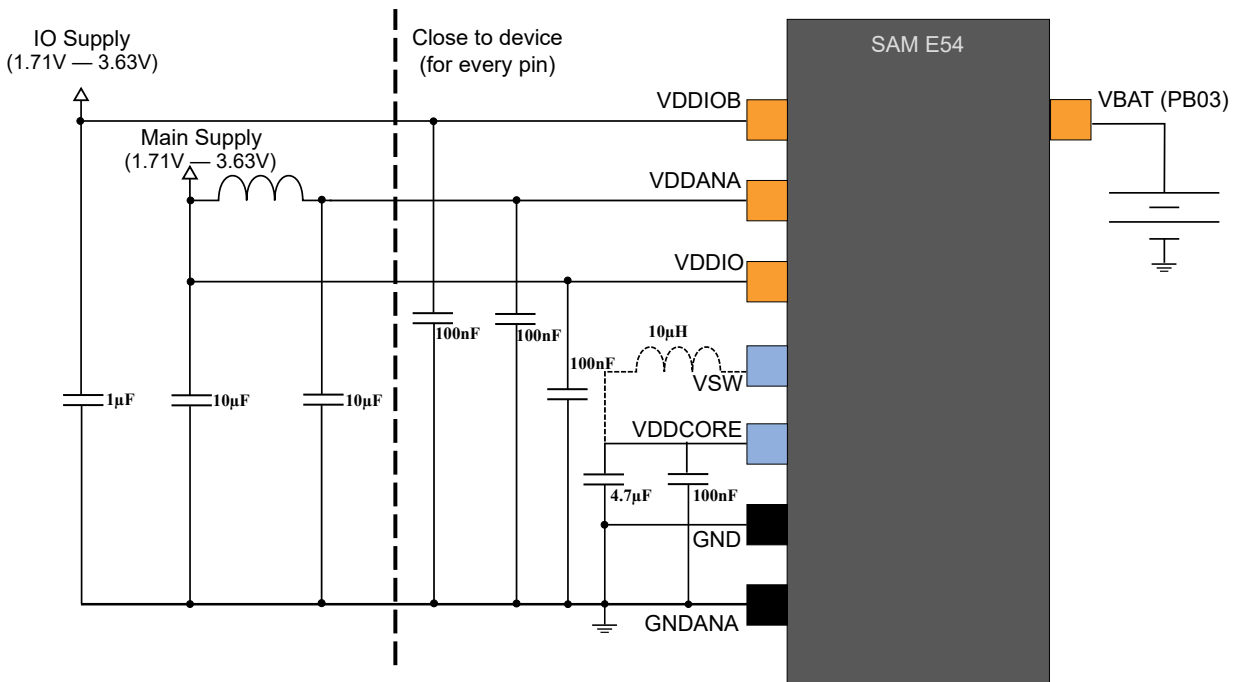 IO Supply
(1.71V — 3.63V)
Close to device
(for every pin)
SAM E54
VDDIOB
VBAT (PB03)
Main Supply
(1.71V — 3.63V)
VDDANA
VDDIO
100nF
100nF
10µH
100nF
VSW
1µF
10µF
10µF
VDDCORE
4.7µF
100nF
GND
GNDANA